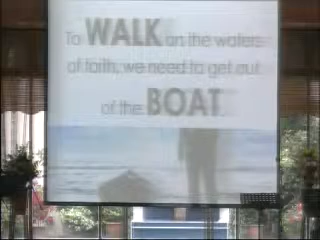 To WALK on the waters
of faith, we need to get out
of the BOAT.